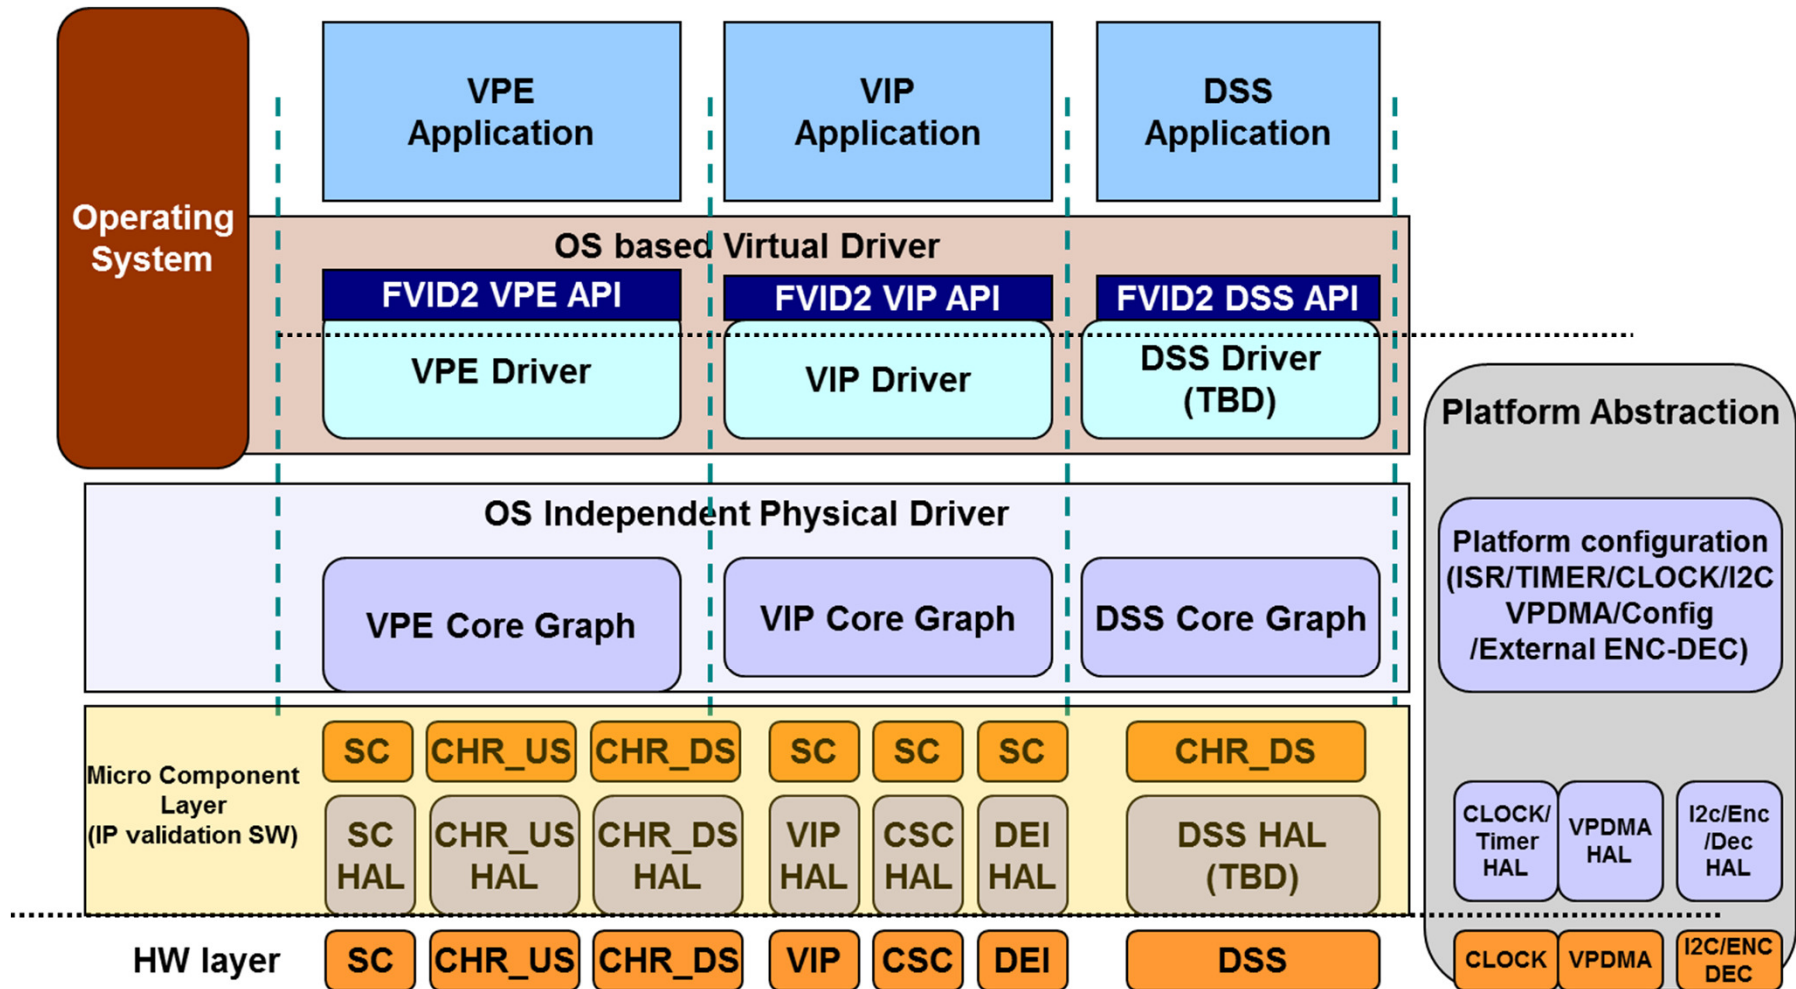 VPE
Application
VIP
Application
DSS
Application
Operating
System
OS based Virtual Driver
FVID2 VPE API
FVID2 VIP API
FVID2 DSS API
VPE Driver
VIP Driver
DSS Driver
(TBD)
Platform Abstraction
OS Independent Physical Driver
Platform configuration
(ISR/TIMER/CLOCK/I2C
VPDMA/Config
/External ENC-DEC)
VPE Core Graph
VIP Core Graph
DSS Core Graph
Micro Component
Layer
(IP validation SW)
SC
CHR_US
CHR_DS
SC
SC
SC
CHR_DS
SC
HAL
CHR_US
HAL
CHR_DS
HAL
VIP
HAL
CSC
HAL
DEI
HAL
DSS HAL
(TBD)
CLOCK/
Timer
HAL
VPDMA
HAL
I2c/Enc
/Dec
HAL
HW layer
SC
CHR_US
CHR_DS
VIP
CSC
DEI
DSS
CLOCK
VPDMA
I2C/ENC
DEC